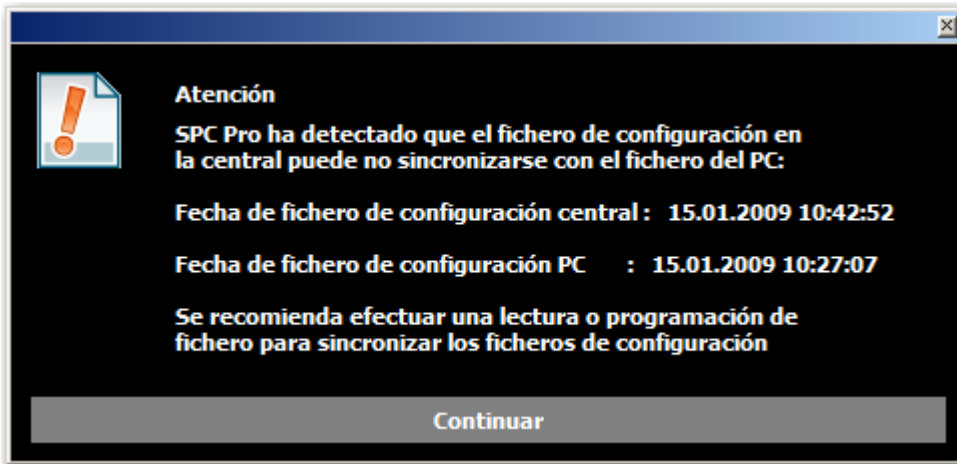 Atención
SPC Pro ha detectado que el fichero de configuración en
la central puede no sincronizarse con el fichero del PC:
Fecha de fichero de configuración central : 15.01.2009 10:42:52
Fecha de fichero de configuración PC : 15.01.2009 10:27:07
Se recomienda efectuar una lectura o programación de
fichero para sincronizar los ficheros de configuración
Continuar